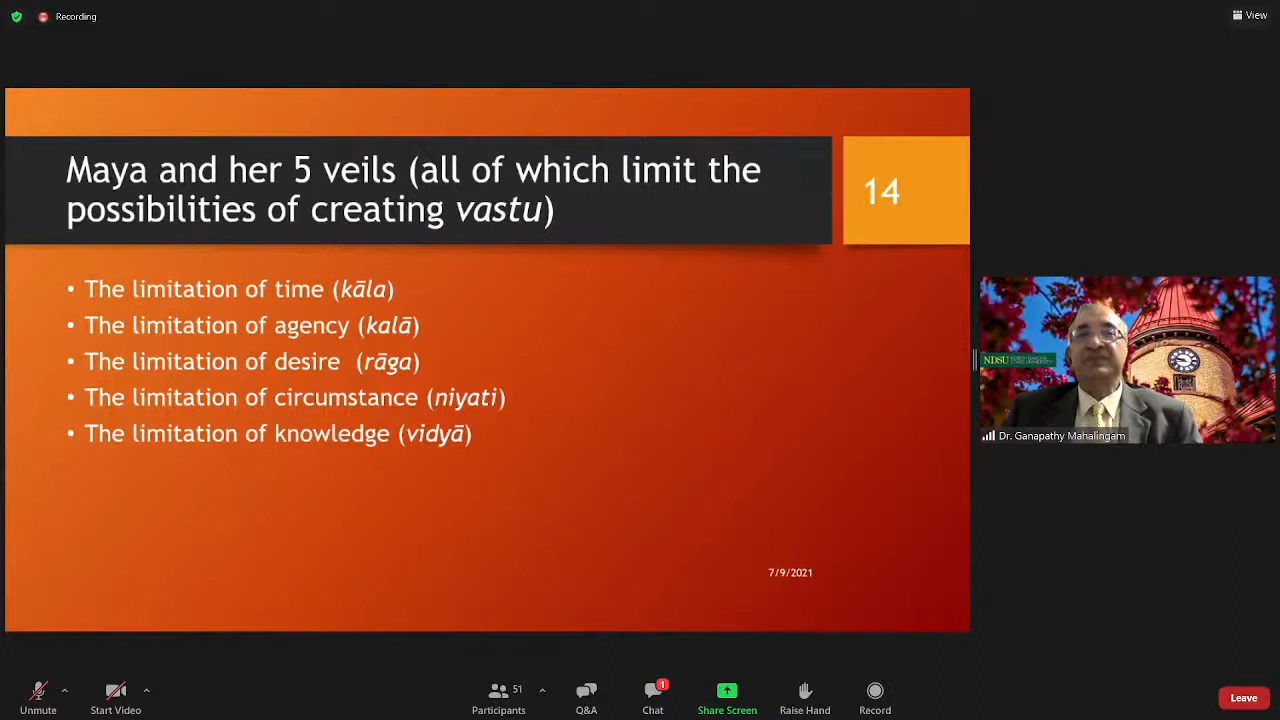 Recording
View
Maya and her 5 veils (all of which limit the
possibilities of creating vastu)
14
• The limitation of time (kāla)
• The limitation of agency (kalā)
• The limitation of desire (rāga)
• The limitation of circumstance (niyati)
• The limitation of knowledge (vidyā)
7/9/2021
NDSU
Dr. Ganapathy Mahalingam
Unmute
Start Video
51
Participants
Q&A
1
Chat
Share Screen
Raise Hand
Record
Leave